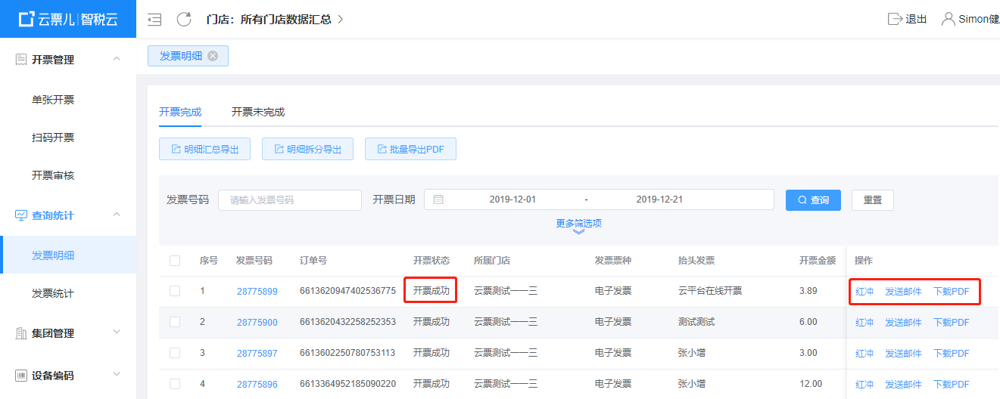 云票儿|智税云
门店：所有门店数据汇总 >
退出
Simon健
开票管理
单张开票
扫码开票
开票审核
查询统计
发票明细
发票统计
集团管理
设备编码
发票明细
开票完成
开票未完成
明细汇总导出
明细拆分导出
批量导出PDF
发票号码 请输入发票号码 开票日期 2019-12-01 - 2019-12-21 查询 重置
更多筛选项
序号 发票号码 订单号 开票状态 所属门店 发票票种 抬头发票 开票金额 操作
1 28775899 6613620947402536775 开票成功 云票测试一一三 电子发票 云平台在线开票 3.89 红冲 发送邮件 下载PDF
2 28775900 6613620432258252353 开票成功 云票测试一一三 电子发票 测试测试 6.00 红冲 发送邮件 下载PDF
3 28775897 6613602250780753113 开票成功 云票测试一一三 电子发票 张小增 3.00 红冲 发送邮件 下载PDF
4 28775896 6613364952185090220 开票成功 云票测试一一三 电子发票 张小增 12.00 红冲 发送邮件 下载PDF